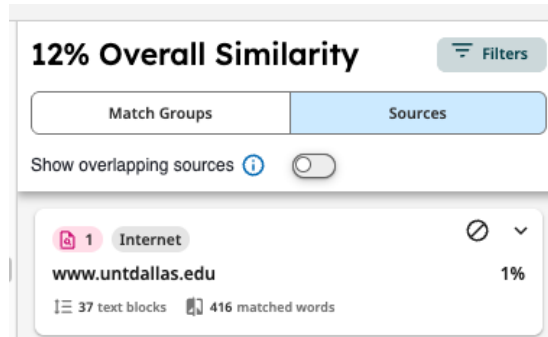 12% Overall Similarity
Filters
Match Groups
Sources
Show overlapping sources
1 Internet
www.untdallas.edu 1%
37 text blocks 416 matched words